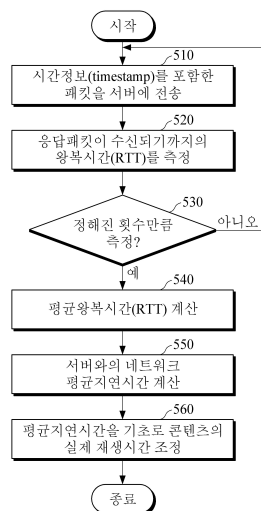 시작
510
시간정보(timestamp)를 포함한
패킷을 서버에 전송
520
응답패킷이 수신되기까지의
왕복시간(RTT)를 측정
530
정해진 횟수만큼
측정?
아니오
예
540
평균왕복시간(RTT) 계산
550
서버와의 네트워크
평균지연시간 계산
560
평균지연시간을 기초로 콘텐츠의
실제 재생시간 조정
종료